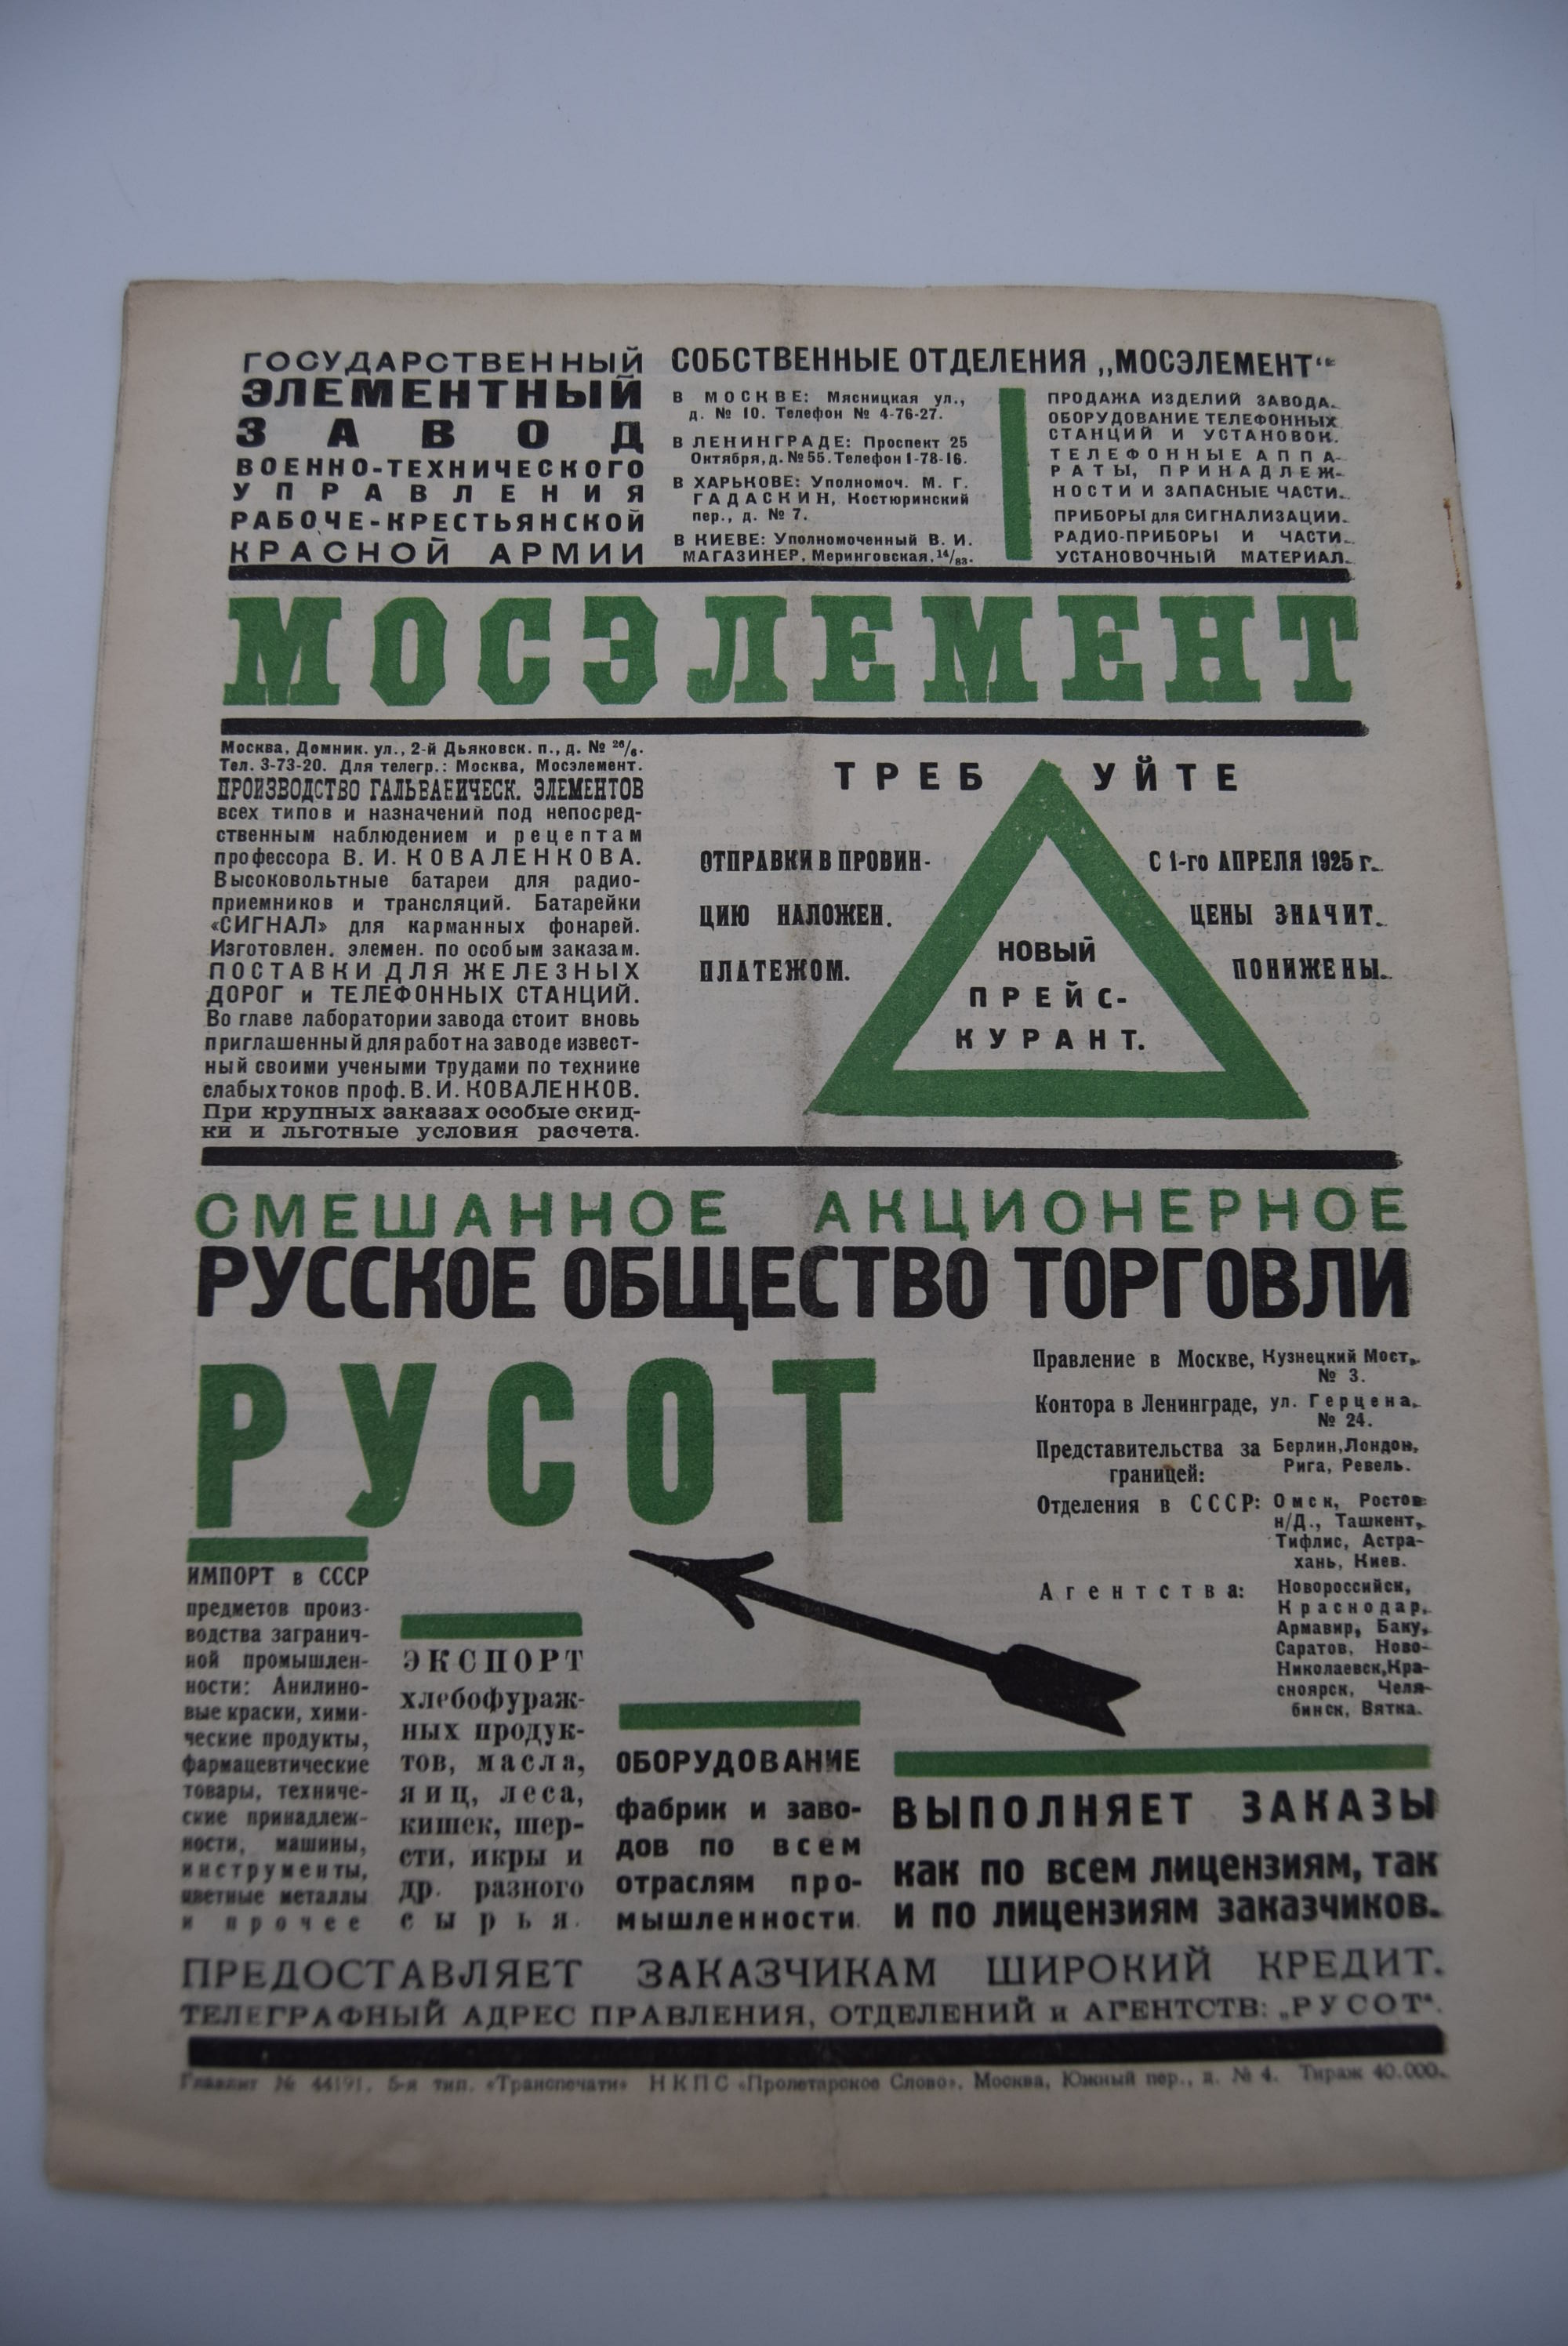 ГОСУДАРСТВЕННЫЙ
ЭЛЕМЕНТНЫЙ
ЗАВОД
ВОЕННО-ТЕХНИЧЕСКОГО
УПРАВЛЕНИЯ
РАБОЧЕ-КРЕСТЬЯНСКОЙ
КРАСНОЙ АРМИИ
СОБСТВЕННЫЕ ОТДЕЛЕНИЯ „МОСЭЛЕМЕНТ“
В МОСКВЕ: Мясницкая ул.,
д. № 10. Телефон № 4-76-27.
В ЛЕНИНГРАДЕ: Проспект 25
Октября, д. № 55. Телефон 1-78-16.
В ХАРЬКОВЕ: Уполномоч. М. Г.
ГАДАСКИН, Костюринский
пер., д. № 7.
В КИЕВЕ: Уполномоченный В. И.
МАГАЗИНЕР, Меринговская, 14/83.
ПРОДАЖА ИЗДЕЛИЙ ЗАВОДА.
ОБОРУДОВАНИЕ ТЕЛЕФОННЫХ
СТАНЦИЙ И УСТАНОВОК.
ТЕЛЕФОННЫЕ АППА-
РАТЫ, ПРИНАДЛЕЖ-
НОСТИ И ЗАПАСНЫЕ ЧАСТИ.
ПРИБОРЫ для СИГНАЛИЗАЦИИ.
РАДИО-ПРИБОРЫ И ЧАСТИ.
УСТАНОВОЧНЫЙ МАТЕРИАЛ.
МОСЭЛЕМЕНТ
Москва, Домник. ул., 2-й Дьяковск. п., д. № 26/6.
Тел. 3-73-20. Для телегр.: Москва, Мосэлемент.
ПРОИЗВОДСТВО ГАЛЬВАНИЧЕСК. ЭЛЕМЕНТОВ
всех типов и назначений под непосред-
ственным наблюдением и рецептам
профессора В. И. КОВАЛЕНКОВА.
Высоковольтные батареи для радио-
приемников и трансляций. Батарейки
«СИГНАЛ» для карманных фонарей.
Изготовлен. элемен. по особым заказам.
ПОСТАВКИ ДЛЯ ЖЕЛЕЗНЫХ
ДОРОГ и ТЕЛЕФОННЫХ СТАНЦИЙ.
Во главе лаборатории завода стоит вновь
приглашенный для работ на заводе извест-
ный своими учеными трудами по технике
слабых токов проф. В. И. КОВАЛЕНКОВ.
При крупных заказах особые скид-
ки и льготные условия расчета.
ТРЕБУЙТЕ
ОТПРАВКИ В ПРОВИН-
ЦИЮ НАЛОЖЕН.
ПЛАТЕЖОМ.
НОВЫЙ
ПРЕЙС-
КУРАНТ.
С 1-го АПРЕЛЯ 1925 г.
ЦЕНЫ ЗНАЧИТ.
ПОНИЖЕНЫ.
СМЕШАННОЕ АКЦИОНЕРНОЕ
РУССКОЕ ОБЩЕСТВО ТОРГОВЛИ
РУСОТ
Правление в Москве, Кузнецкий Мост,
№ 3.
Контора в Ленинграде, ул. Герцена,
№ 24.
Представительства за границей: Берлин, Лондон,
Рига, Ревель.
Отделения в СССР: Омск, Ростов
н/Д., Ташкент,
Тифлис, Астра-
хань, Киев.
Агентства: Новороссийск,
Краснодар,
Армавир, Баку,
Саратов, Ново-
Николаевск, Кра-
сноярск, Челя-
бинск, Вятка.
ИМПОРТ в СССР
предметов произ-
водства загранич-
ной промышлен-
ности: Анилино-
вые краски, хими-
ческие продукты,
фармацевтические
товары, техниче-
ские принадлеж-
ности, машины,
инструменты,
цветные металлы
и прочее
ЭКСПОРТ
хлебофураж-
ных продук-
тов, масла,
яиц, леса,
кишек, шер-
сти, икры и
др. разного
сырья.
ОБОРУДОВАНИЕ
фабрик и заво-
дов по всем
отраслям про-
мышленности.
ВЫПОЛНЯЕТ ЗАКАЗЫ
как по всем лицензиям, так
и по лицензиям заказчиков.
ПРЕДОСТАВЛЯЕТ ЗАКАЗЧИКАМ ШИРОКИЙ КРЕДИТ.
ТЕЛЕГРАФНЫЙ АДРЕС ПРАВЛЕНИЯ, ОТДЕЛЕНИЙ и АГЕНТСТВ: „РУСОТ“.
Главлит № 44191. 5-я тип. «Транспечати» НКПС «Пролетарское Слово», Москва, Южный пер., д. № 4. Тираж 40.000.